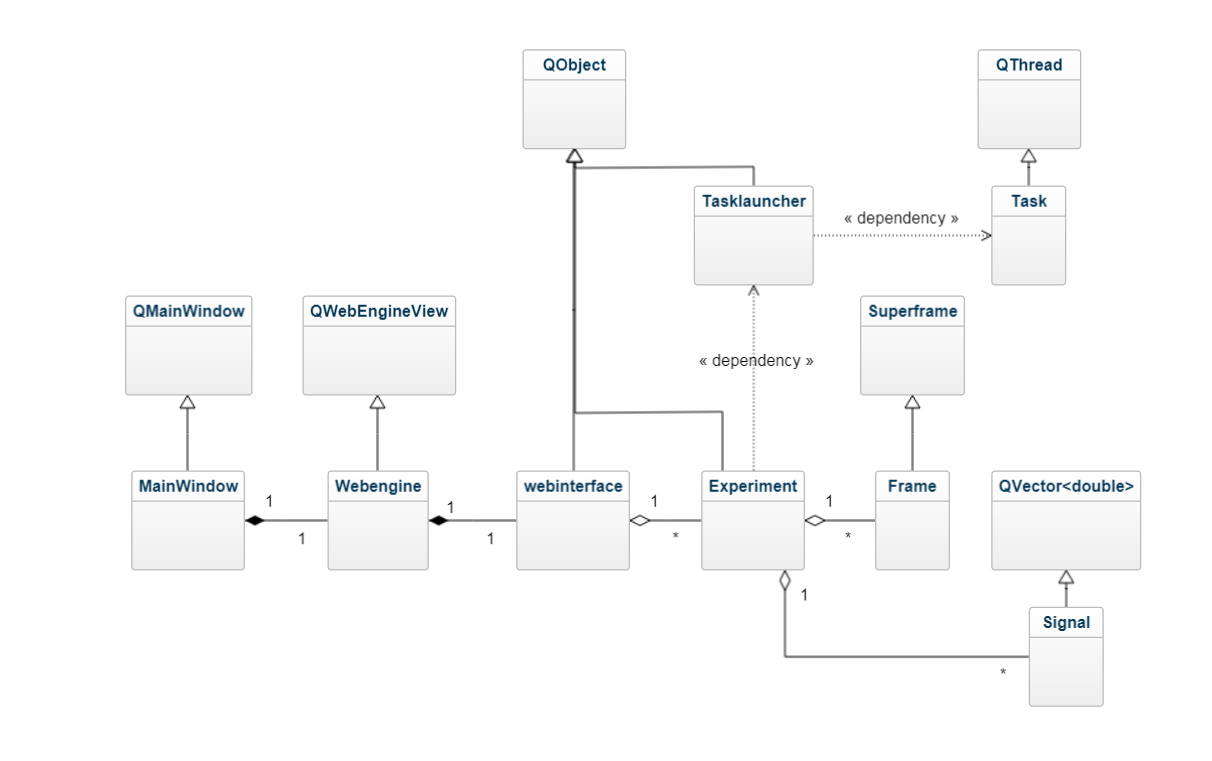 QObject
QThread
Tasklauncher
« dependency »
Task
QMainWindow
QWebEngineView
« dependency »
Superframe
MainWindow
1
1
Webengine
1
1
webinterface
1
*
Experiment
1
*
Frame
QVector<double>
1
*
Signal